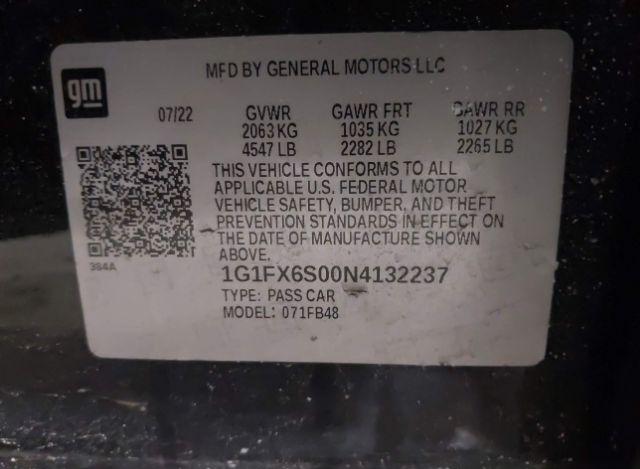 gm
MFD BY GENERAL MOTORS LLC
07/22 GVWR GAWR FRT GAWR RR
2063 KG 1035 KG 1027 KG
4547 LB 2282 LB 2265 LB
THIS VEHICLE CONFORMS TO ALL
APPLICABLE U.S. FEDERAL MOTOR
VEHICLE SAFETY, BUMPER, AND THEFT
PREVENTION STANDARDS IN EFFECT ON
THE DATE OF MANUFACTURE SHOWN
ABOVE.
384A
1G1FX6S00N4132237
TYPE: PASS CAR
MODEL: 071FB48